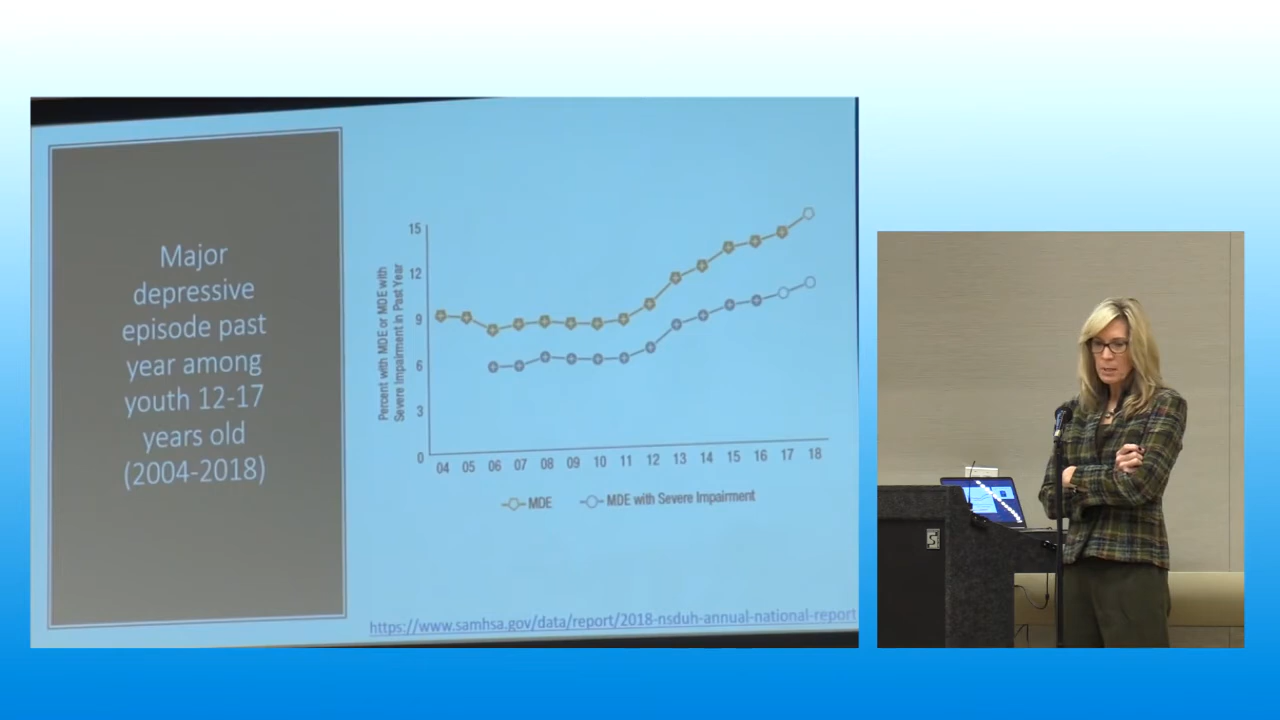 Major
depressive
episode past
year among
youth 12-17
years old
(2004-2018)
Percent with MDE or MDE with
Severe Impairment in Past Year
15
12
9
6
3
0
04 05 06 07 08 09 10 11 12 13 14 15 16 17 18
MDE MDE with Severe Impairment
https://www.samhsa.gov/data/report/2018-nsduh-annual-national-report